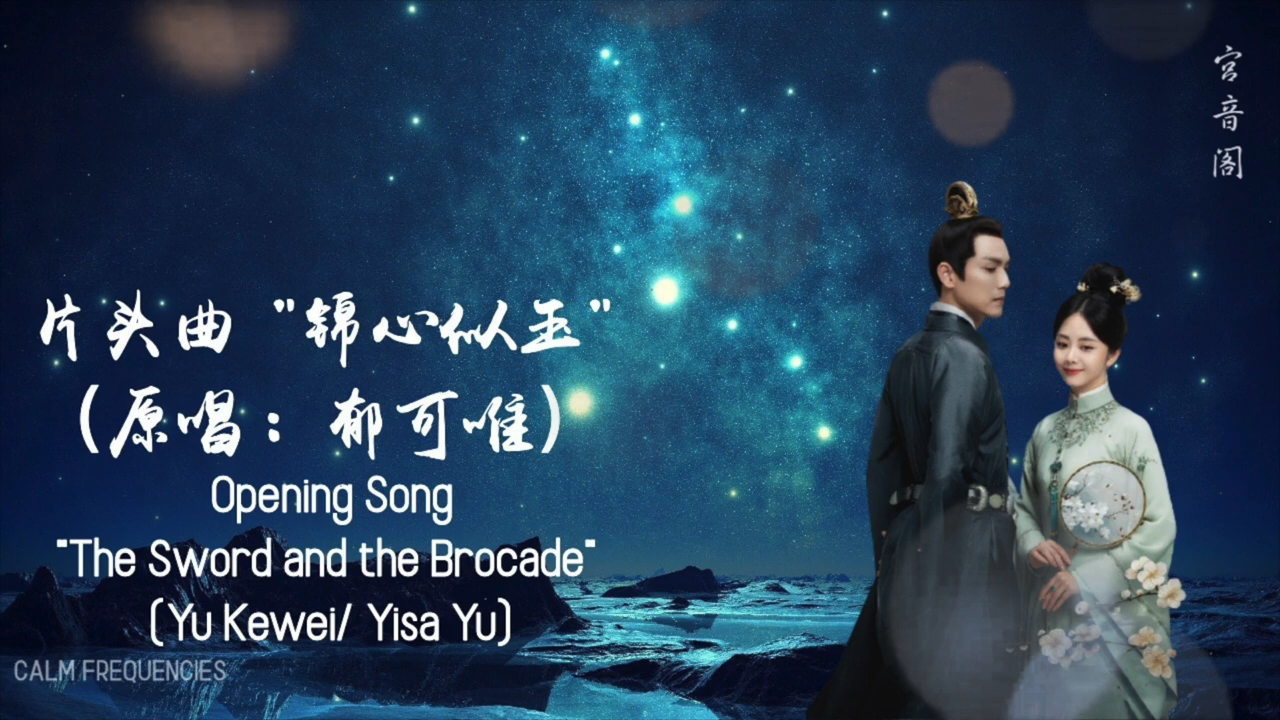 片头曲 "锦心似玉"
(原唱：郁可唯)
Opening Song
"The Sword and the Brocade"
(Yu Kewei/ Yisa Yu)
CALM FREQUENCIES
宫音阁